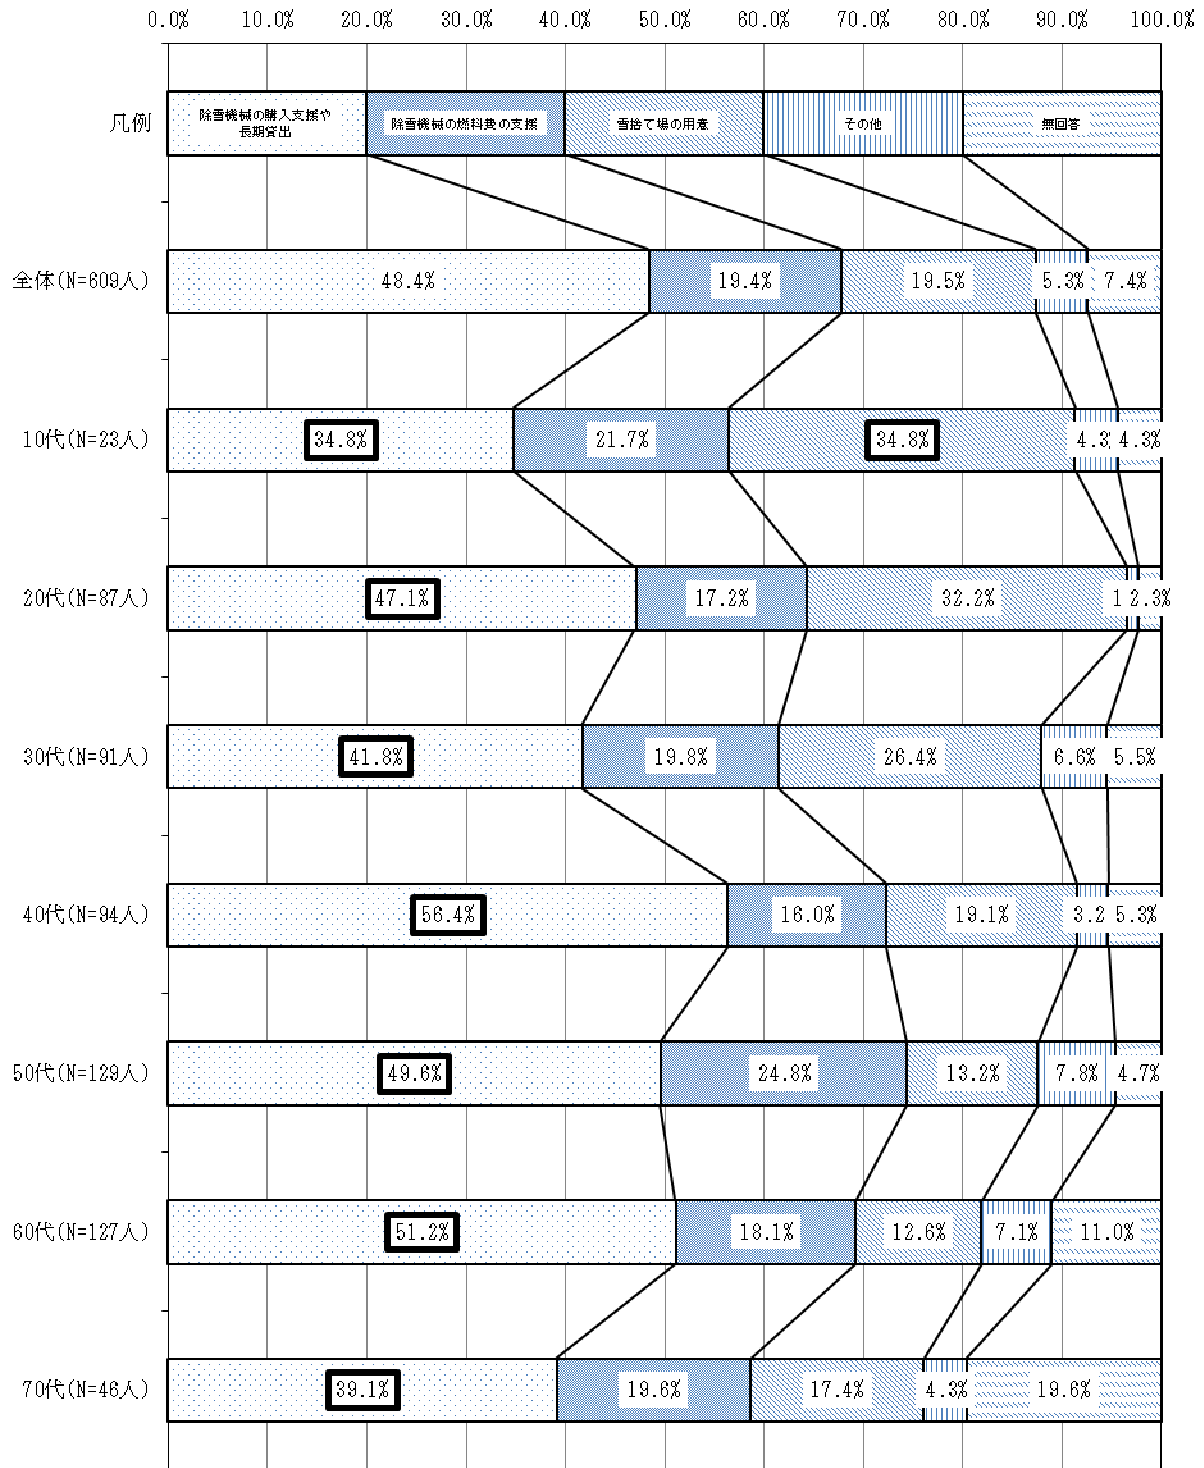 0.0% 10.0% 20.0% 30.0% 40.0% 50.0% 60.0% 70.0% 80.0% 90.0% 100.0%
凡例 除雪機械の購入支援や 除雪機械の燃料費の支援 雪捨て場の用意 その他 無回答
長期貸出
全体(N=609人) 48.4% 19.4% 19.5% 5.3% 7.4%
10代(N=23人) 34.8% 21.7% 34.8% 4.3 4.3%
20代(N=87人) 47.1% 17.2% 32.2% 1 2.3%
30代(N=91人) 41.8% 19.8% 26.4% 6.6% 5.5%
40代(N=94人) 56.4% 16.0% 19.1% 3.2 5.3%
50代(N=129人) 49.6% 24.8% 13.2% 7.8% 4.7%
60代(N=127人) 51.2% 18.1% 12.6% 7.1% 11.0%
70代(N=46人) 39.1% 19.6% 17.4% 4.3% 19.6%